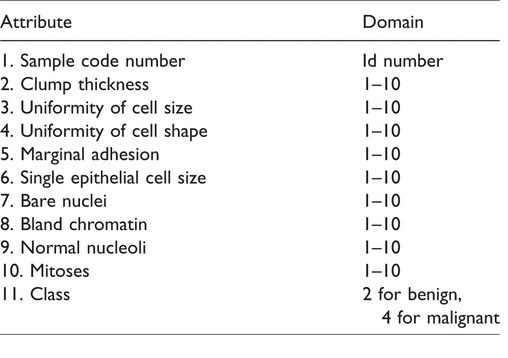 Attribute Domain
1. Sample code number Id number
2. Clump thickness 1–10
3. Uniformity of cell size 1–10
4. Uniformity of cell shape 1–10
5. Marginal adhesion 1–10
6. Single epithelial cell size 1–10
7. Bare nuclei 1–10
8. Bland chromatin 1–10
9. Normal nucleoli 1–10
10. Mitoses 1–10
11. Class 2 for benign,
4 for malignant